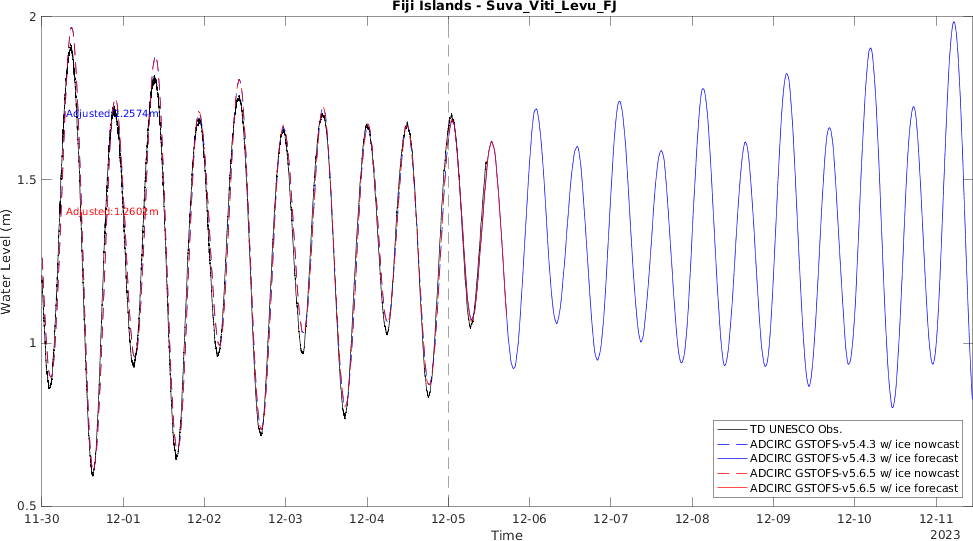 Fiji Islands - Suva_Viti_Levu_FJ
2
Adjusted:1.2574m
1.5
Adjusted:1.2602m
Water Level (m)
1
TD UNESCO Obs.
ADCIRC GSTOFS-v5.4.3 w/ ice nowcast
ADCIRC GSTOFS-v5.4.3 w/ ice forecast
ADCIRC GSTOFS-v5.6.5 w/ ice nowcast
ADCIRC GSTOFS-v5.6.5 w/ ice forecast
0.5
11-30 12-01 12-02 12-03 12-04 12-05 12-06 12-07 12-08 12-09 12-10 12-11
Time 2023